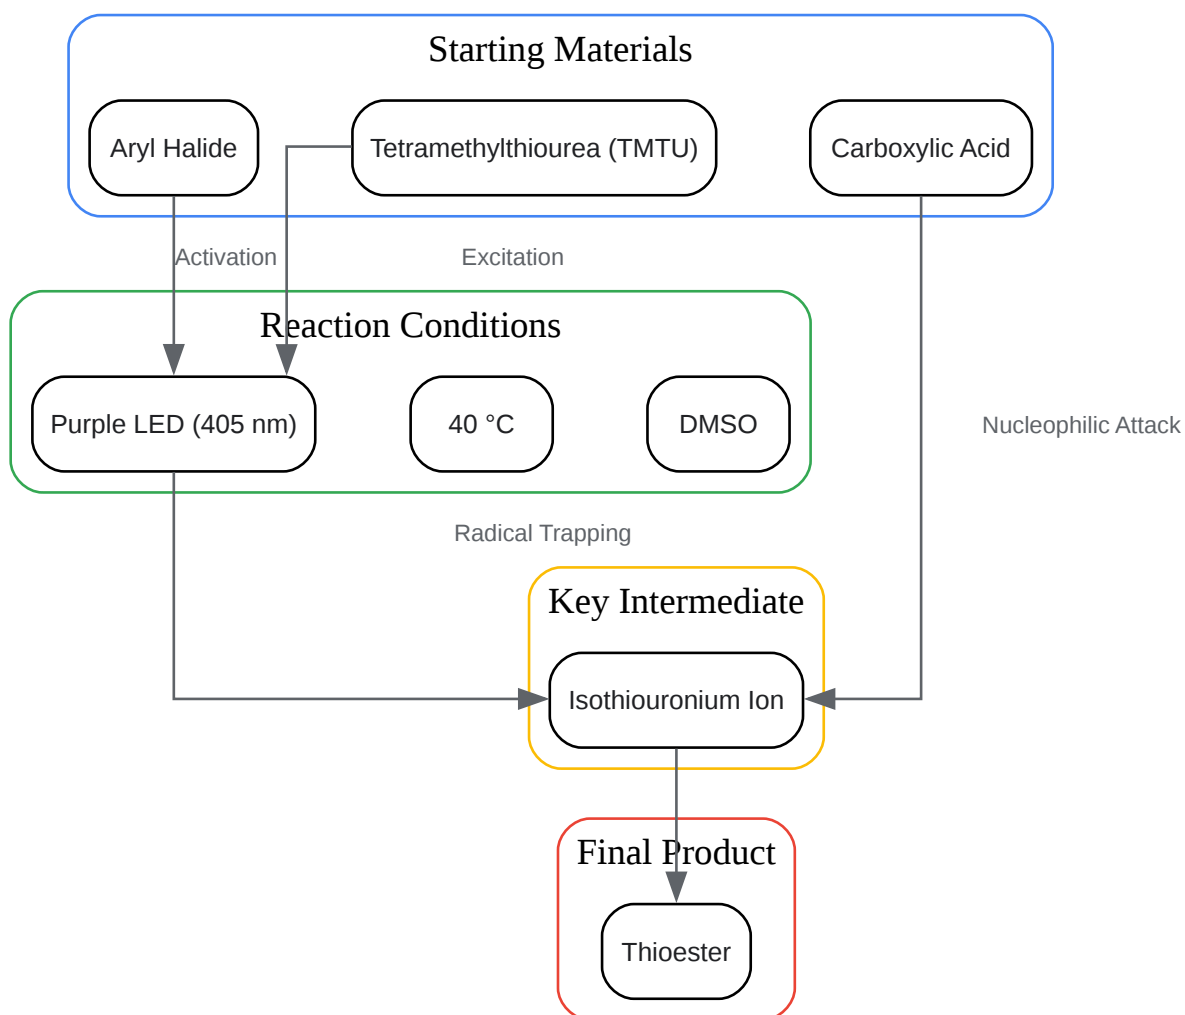 Starting Materials
Aryl Halide
Tetramethylthiourea (TMTU)
Carboxylic Acid
Activation
Excitation
Reaction Conditions
Purple LED (405 nm)
40 °C
DMSO
Nucleophilic Attack
Radical Trapping
Key Intermediate
Isothiouronium Ion
Final Product
Thioester